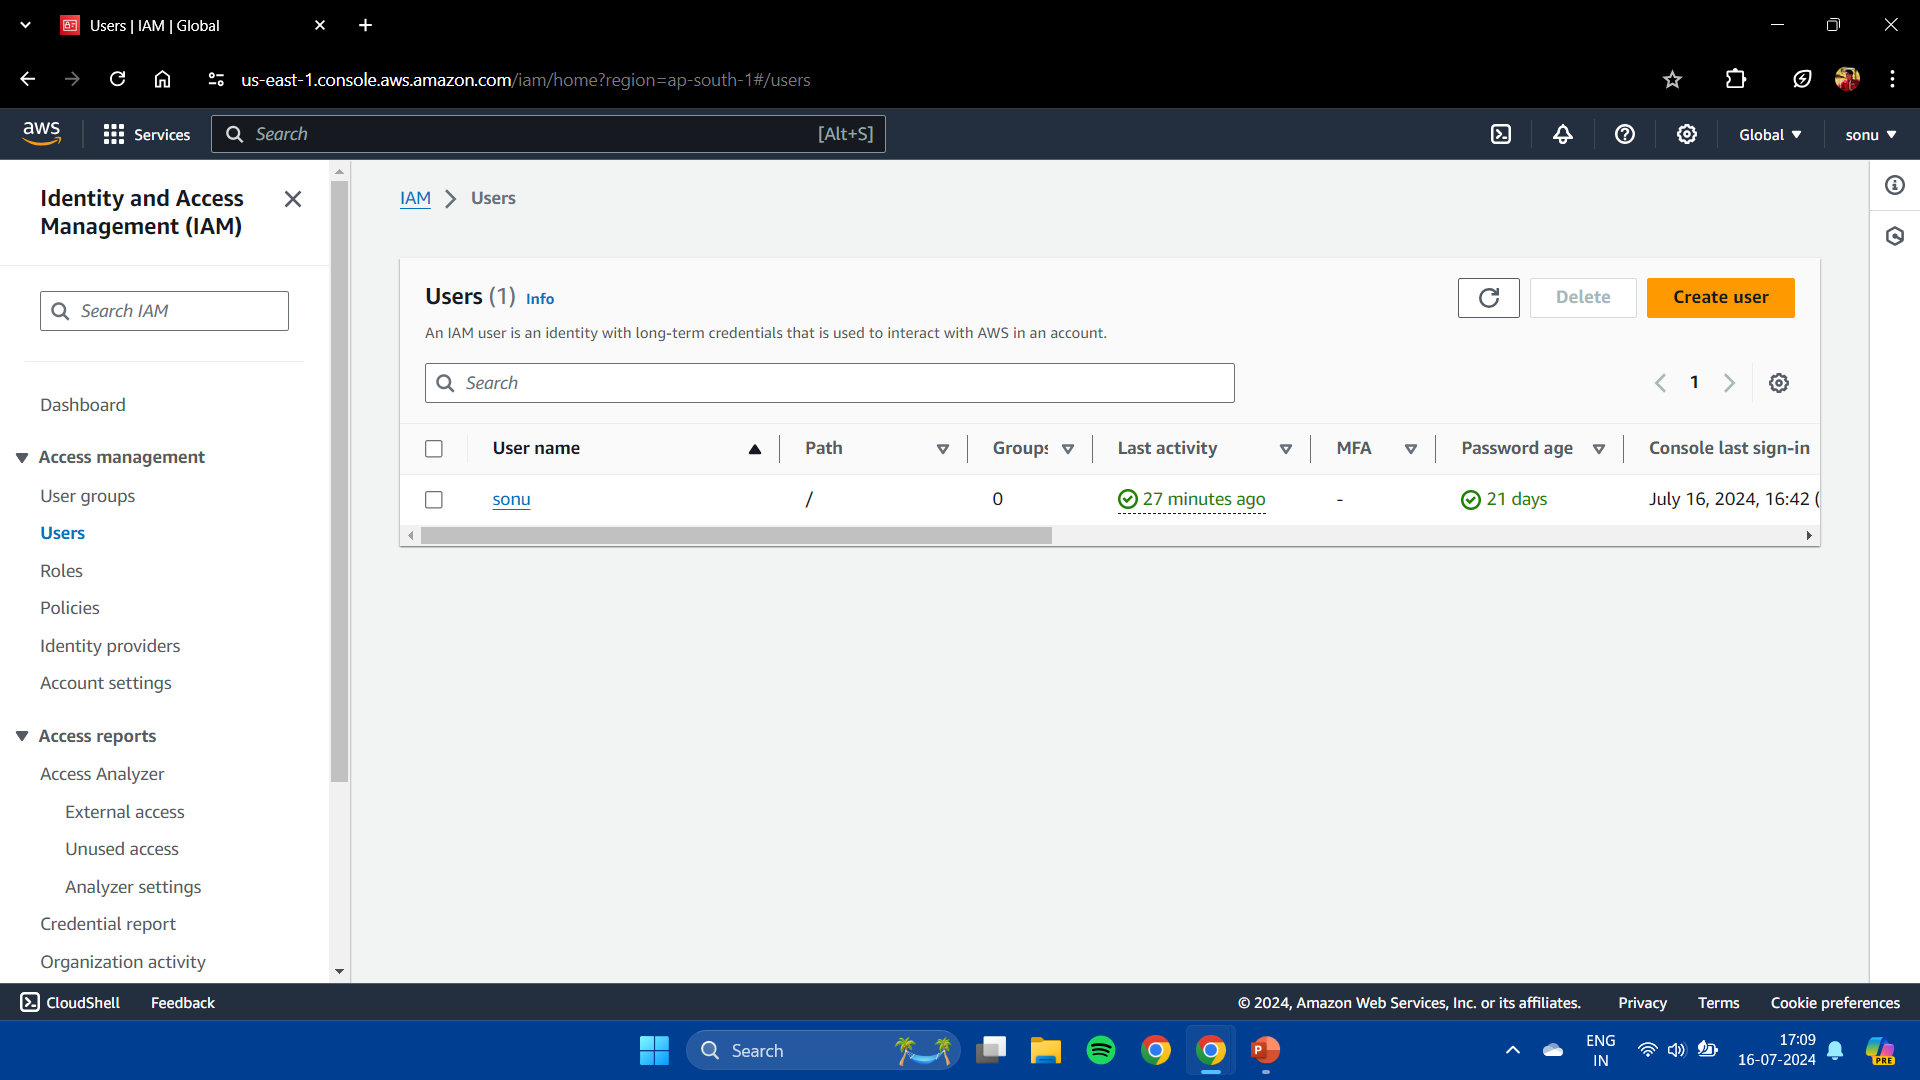 Users | IAM | Global
us-east-1.console.aws.amazon.com/iam/home?region=ap-south-1#/users
aws
Services
Search
[Alt+S]
Global
sonu
Identity and Access
Management (IAM)
Search IAM
Dashboard
Access management
User groups
Users
Roles
Policies
Identity providers
Account settings
Access reports
Access Analyzer
External access
Unused access
Analyzer settings
Credential report
Organization activity
IAM > Users
Users (1) Info
Delete
Create user
An IAM user is an identity with long-term credentials that is used to interact with AWS in an account.
Search
1
User name Path Groups Last activity MFA Password age Console last sign-in
sonu / 0 27 minutes ago - 21 days July 16, 2024, 16:42 (
CloudShell Feedback © 2024, Amazon Web Services, Inc. or its affiliates. Privacy Terms Cookie preferences
Search
ENG
IN
17:09
16-07-2024
PRE